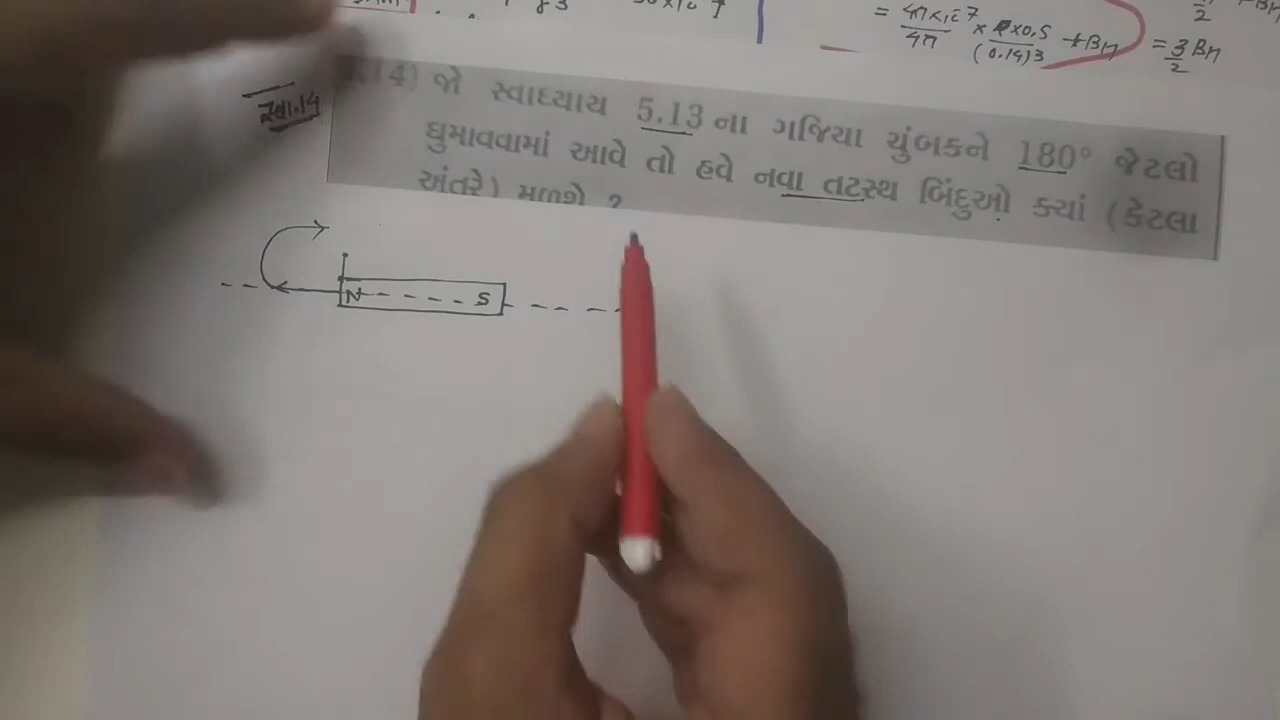 = 4π×10⁻⁷/4π × 2×0.5/(0.14)3 + BH
= 3/2 BH
સ્વા.14
14) જો સ્વાધ્યાય 5.13 ના ગજિયા ચુંબકને 180° જેટલો
ઘુમાવવામાં આવે તો હવે નવા તટસ્થ બિંદુઓ ક્યાં (કેટલા
અંતરે) મળશે ?
N S